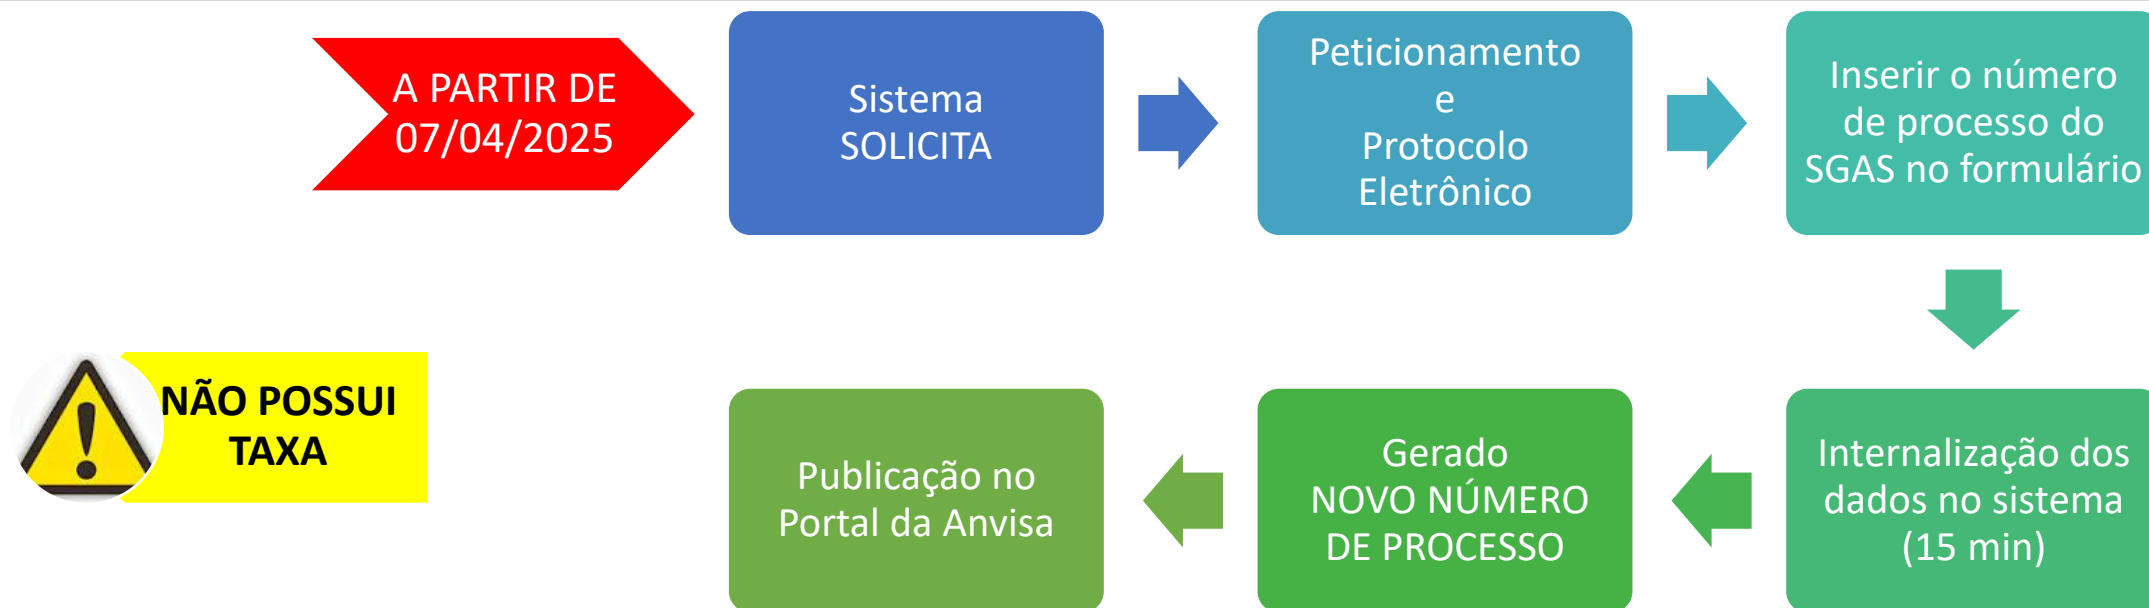 A PARTIR DE
07/04/2025
Sistema
SOLICITA
Peticionamento
e
Protocolo
Eletrônico
Inserir o número
de processo do
SGAS no formulário
Internalização dos
dados no sistema
(15 min)
Gerado
NOVO NÚMERO
DE PROCESSO
Publicação no
Portal da Anvisa
NÃO POSSUI
TAXA